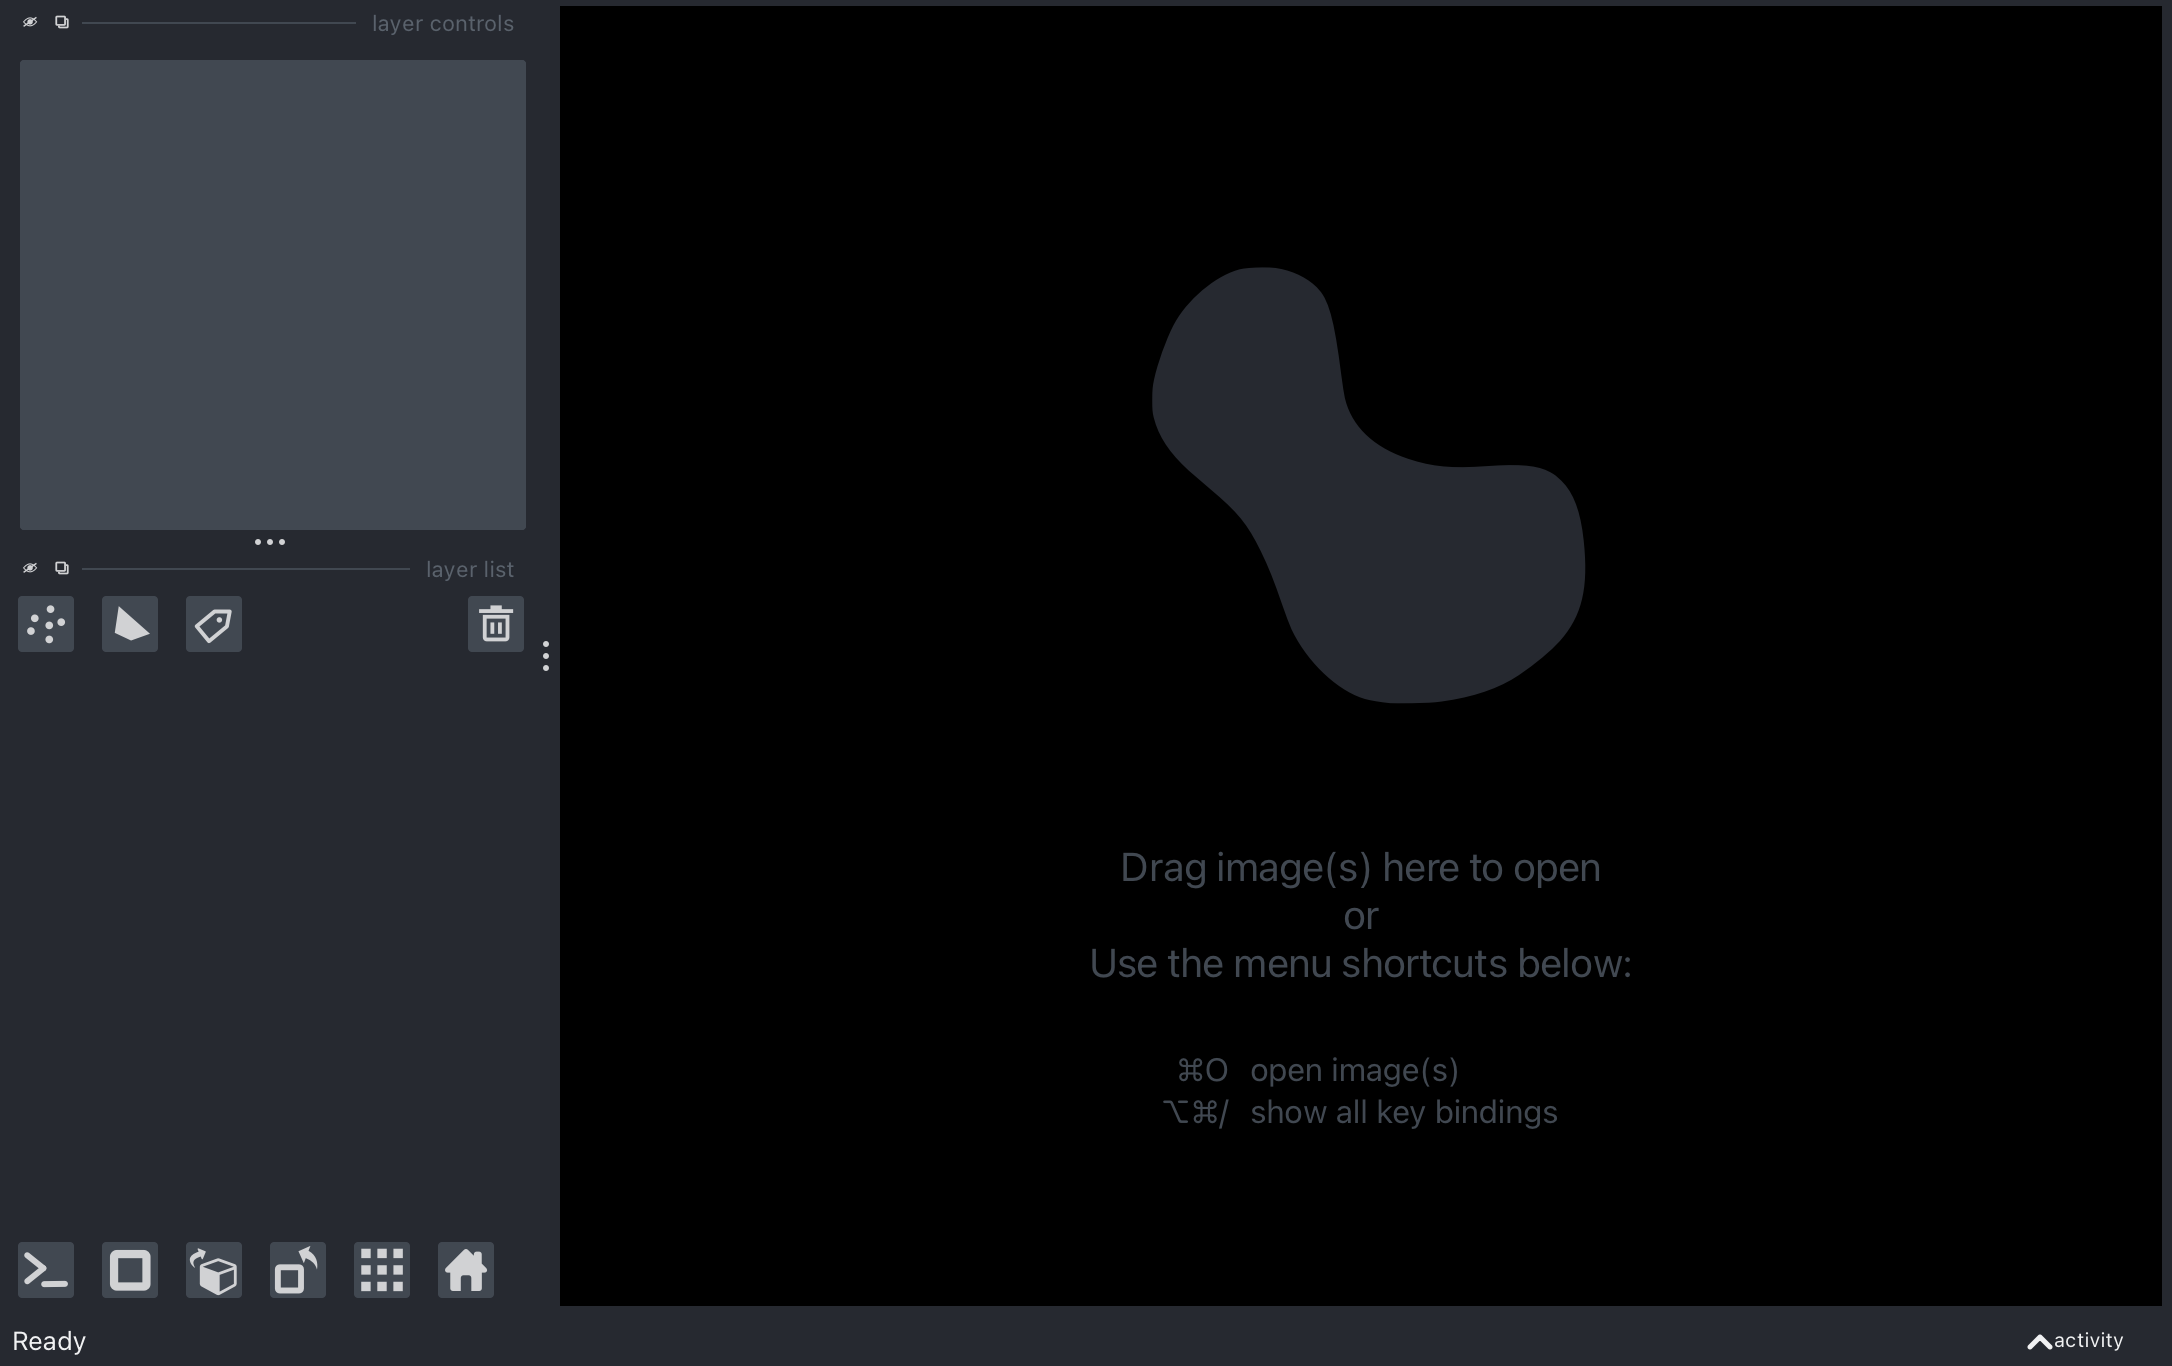 layer controls
layer list
Drag image(s) here to open
or
Use the menu shortcuts below:
⌘O open image(s)
⌥⌘/ show all key bindings
Ready
activity